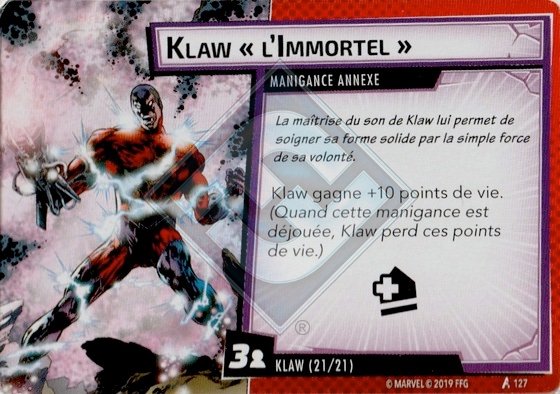 KLAW « L'IMMORTEL »
MANIGANCE ANNEXE
La maîtrise du son de Klaw lui permet de
soigner sa forme solide par la simple force
de sa volonté.
Klaw gagne +10 points de vie.
(Quand cette manigance est
déjouée, Klaw perd ces points
de vie.)
®
3
KLAW (21/21)
© MARVEL © 2019 FFG
127